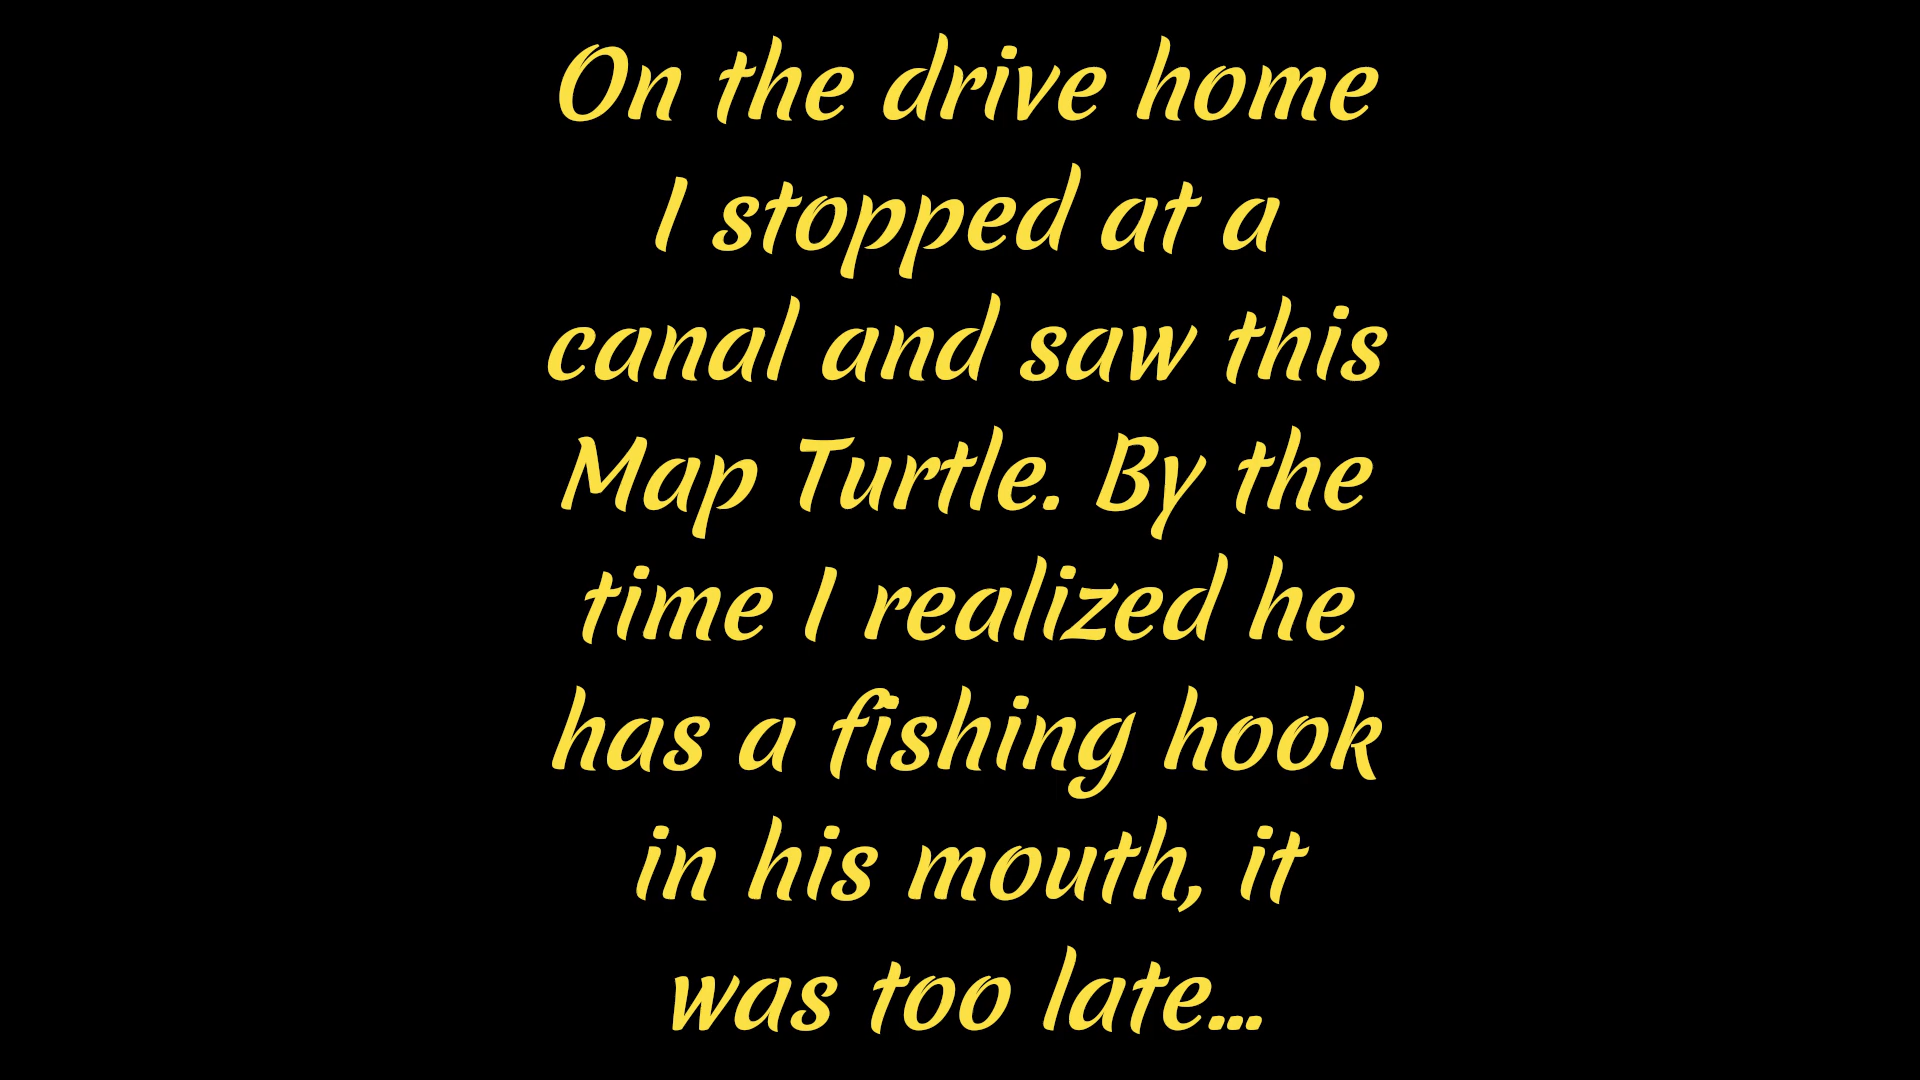 On the drive home
I stopped at a
canal and saw this
Map Turtle. By the
time I realized he
has a fishing hook
in his mouth, it
was too late...